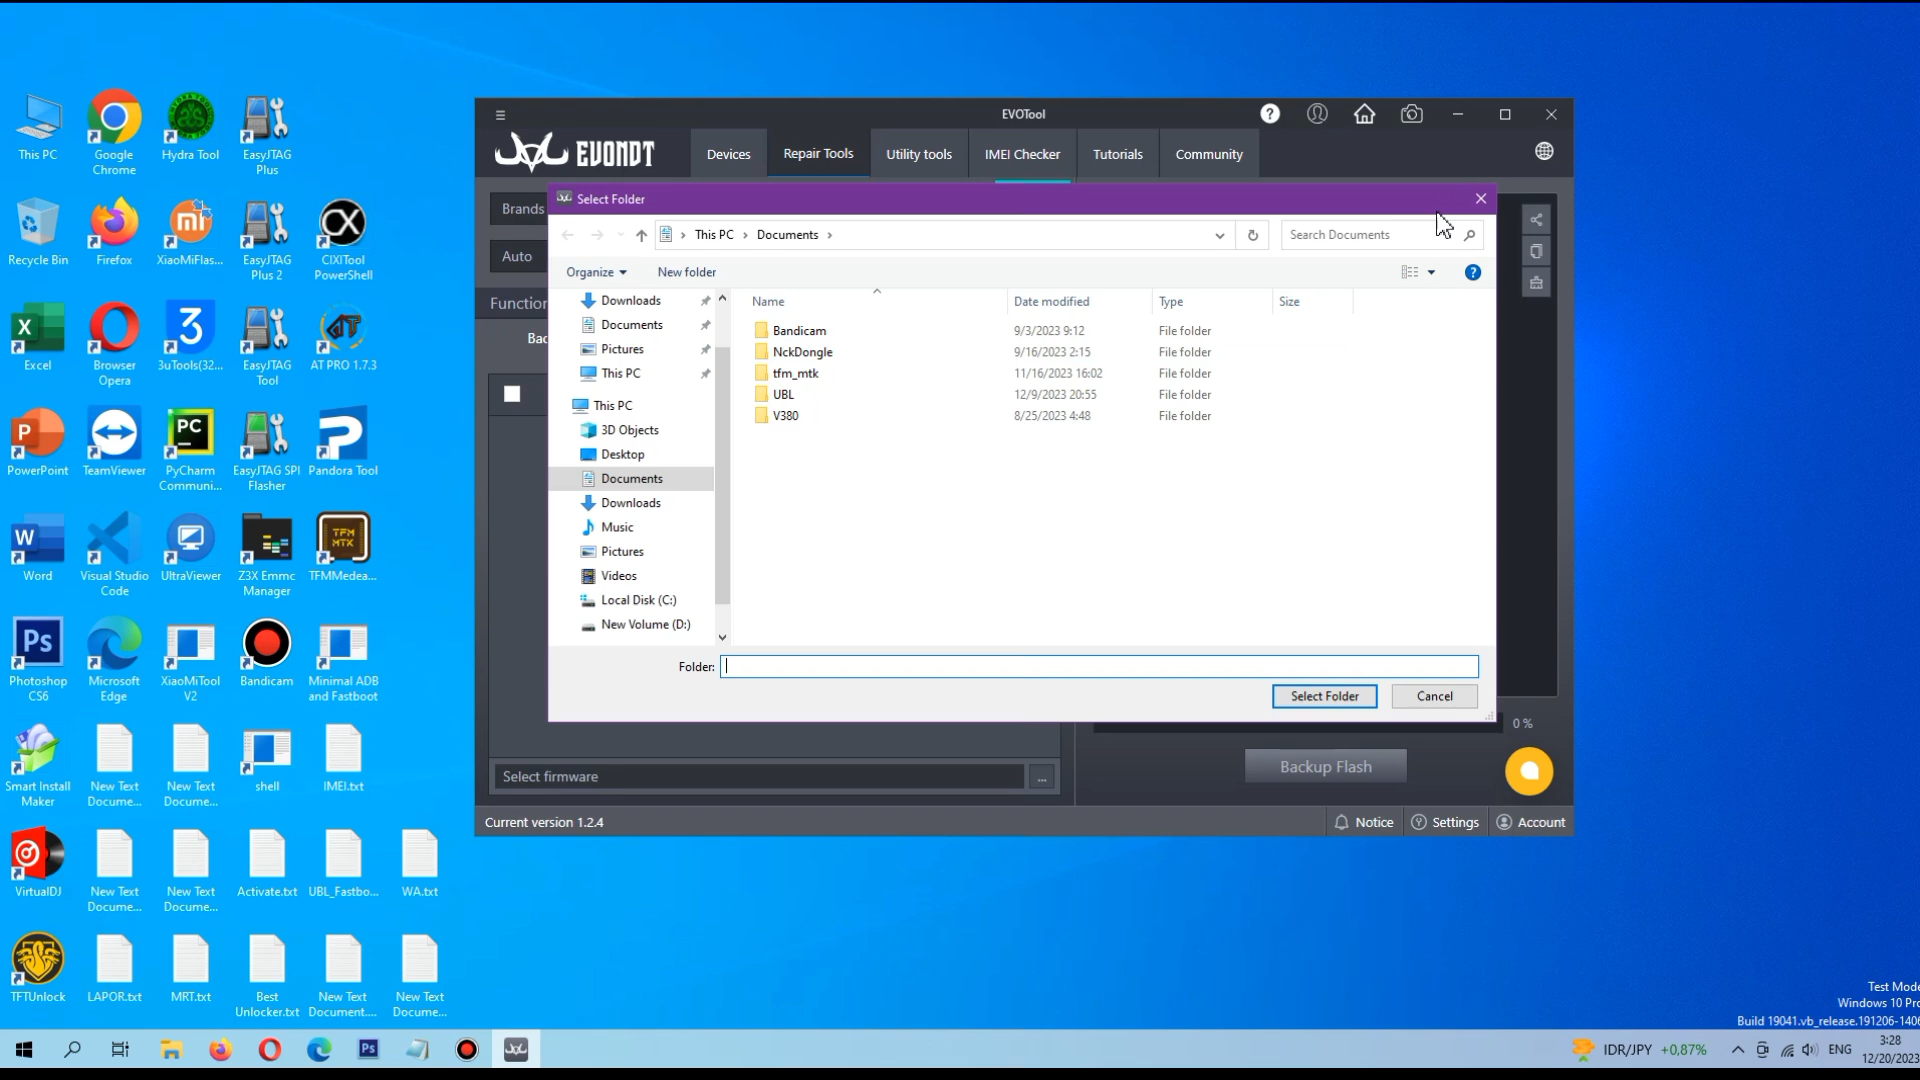 This PC
Google
Chrome
Hydra Tool
EasyJTAG
Plus
Recycle Bin
Firefox
XiaoMiFlas...
EasyJTAG
Plus 2
CIXITool
PowerShell
Excel
Browser
Opera
3uTools(32...
EasyJTAG
Tool
AT PRO 1.7.3
PowerPoint
TeamViewer
PyCharm
Communi...
EasyJTAG SPI
Flasher
Pandora Tool
Word
Visual Studio
Code
UltraViewer
Z3X Emmc
Manager
TFMMedea...
Photoshop
CS6
Microsoft
Edge
XiaoMiTool
V2
Bandicam
Minimal ADB
and Fastboot
Smart Install
Maker
New Text
Docume...
New Text
Docume...
shell
IMEI.txt
VirtualDJ
New Text
Docume...
New Text
Docume...
Activate.txt
UBL_Fastbo...
WA.txt
TFTUnlock
LAPOR.txt
MRT.txt
Best
Unlocker.txt
New Text
Document....
New Text
Docume...
EVOTool
EVONDT
Devices
Repair Tools
Utility tools
IMEI Checker
Tutorials
Community
Brands
Auto
Function
Bac
Select Folder
This PC
Documents
Search Documents
Organize
New folder
Downloads
Documents
Pictures
This PC
This PC
3D Objects
Desktop
Documents
Downloads
Music
Pictures
Videos
Local Disk (C:)
New Volume (D:)
Name Date modified Type Size
Bandicam 9/3/2023 9:12 File folder
NckDongle 9/16/2023 2:15 File folder
tfm_mtk 11/16/2023 16:02 File folder
UBL 12/9/2023 20:55 File folder
V380 8/25/2023 4:48 File folder
Folder:
Select Folder
Cancel
0 %
Select firmware
...
Backup Flash
Current version 1.2.4
Notice
Settings
Account
Test Mode
Windows 10 Pro
Build 19041.vb_release.191206-1406
IDR/JPY +0,87%
ENG
3:28
12/20/2023